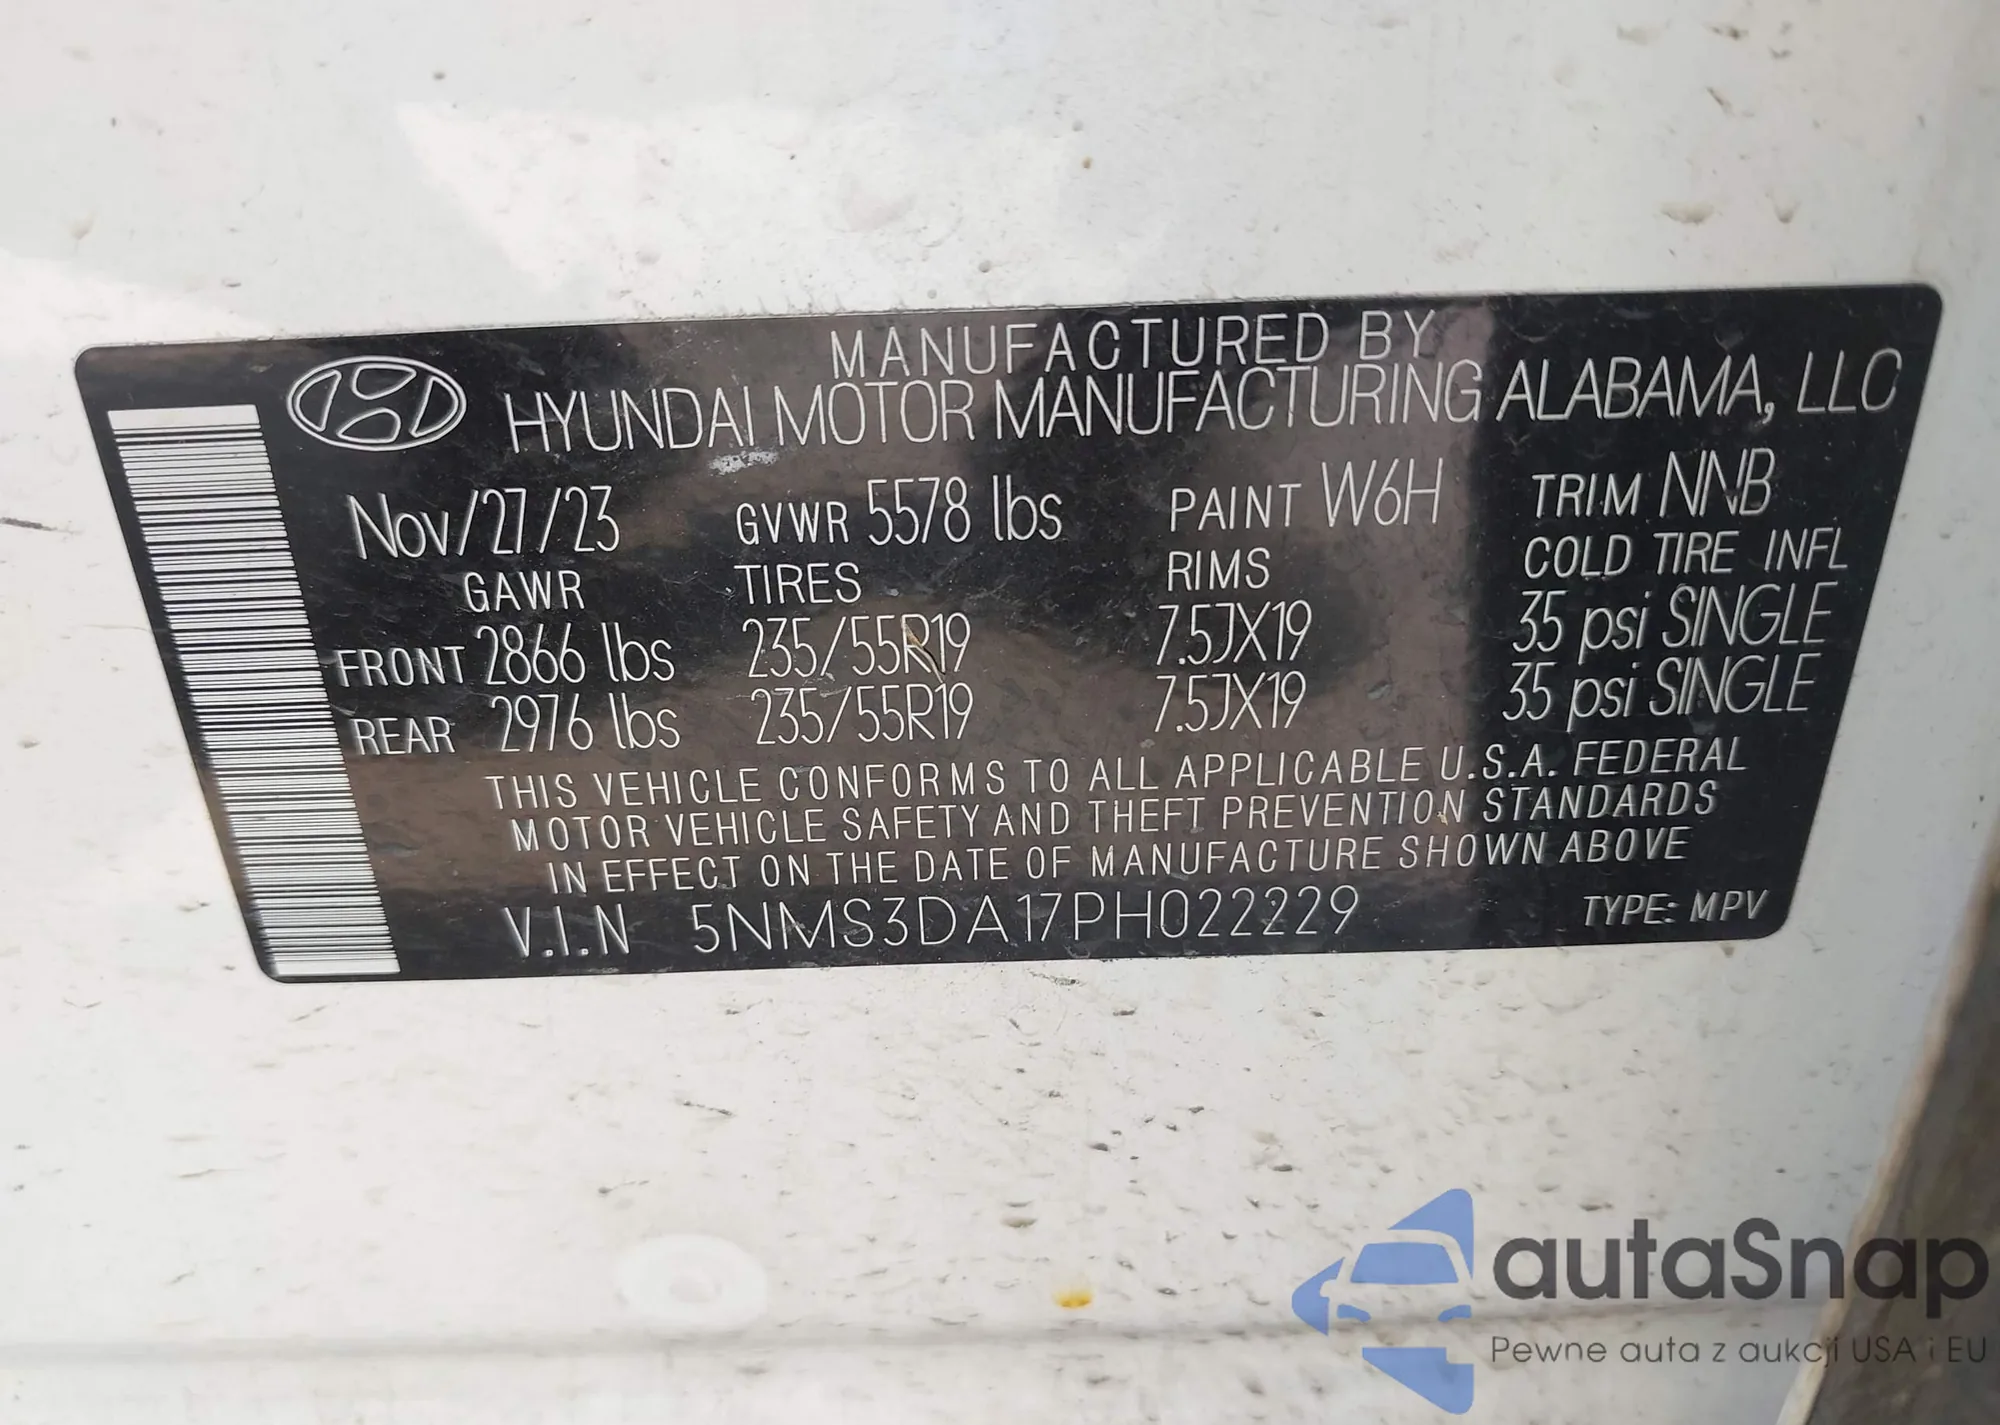 MANUFACTURED BY
HYUNDAI MOTOR MANUFACTURING ALABAMA, LLC
Nov/27/23 GVWR 5578 lbs PAINT W6H TRIM NNB
GAWR TIRES RIMS COLD TIRE INFL
FRONT 2866 lbs 235/55R19 7.5JX19 35 psi SINGLE
REAR 2976 lbs 235/55R19 7.5JX19 35 psi SINGLE
THIS VEHICLE CONFORMS TO ALL APPLICABLE U.S.A. FEDERAL
MOTOR VEHICLE SAFETY AND THEFT PREVENTION STANDARDS
IN EFFECT ON THE DATE OF MANUFACTURE SHOWN ABOVE
V.I.N 5NMS3DA17PH022229 TYPE: MPV
autaSnap
Pewne auta z aukcji USA i EU